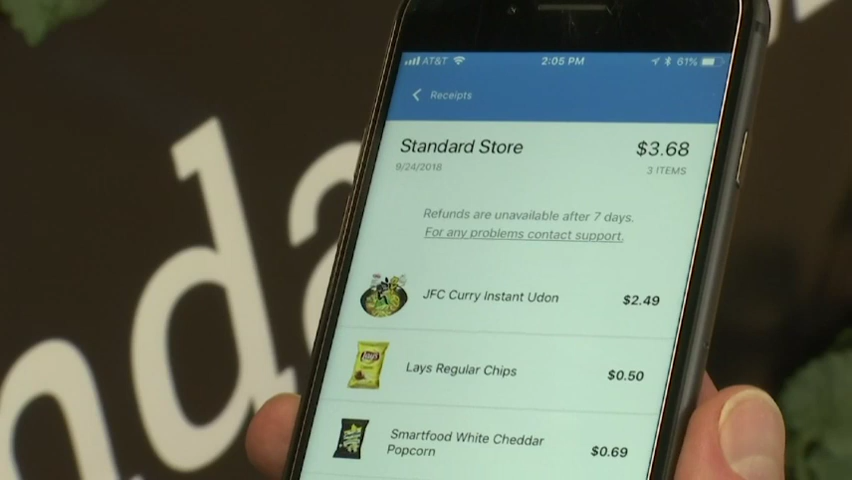 AT&T 2:05 PM 61%
Receipts
Standard Store $3.68
9/24/2018 3 ITEMS
Refunds are unavailable after 7 days.
For any problems contact support.
JFC Curry Instant Udon $2.49
Lay's
Lays Regular Chips $0.50
Smartfood White Cheddar
Popcorn $0.69
nda